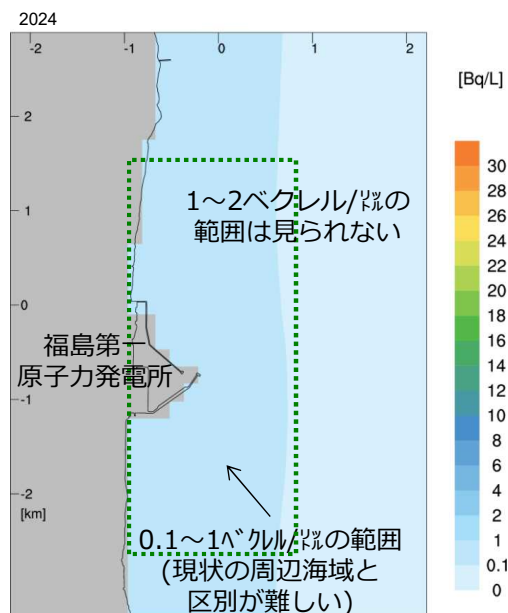 2024
-2 -1 0 1 2
[Bq/L]
2
1
0
-1
-2
[km]
1～2ベクレル/㍑の
範囲は見られない
福島第一
原子力発電所
0.1～1ﾍﾞｸﾚﾙ/㍑の範囲
(現状の周辺海域と
区別が難しい)
30
28
26
24
22
20
18
16
14
12
10
8
6
4
2
1
0.1
0